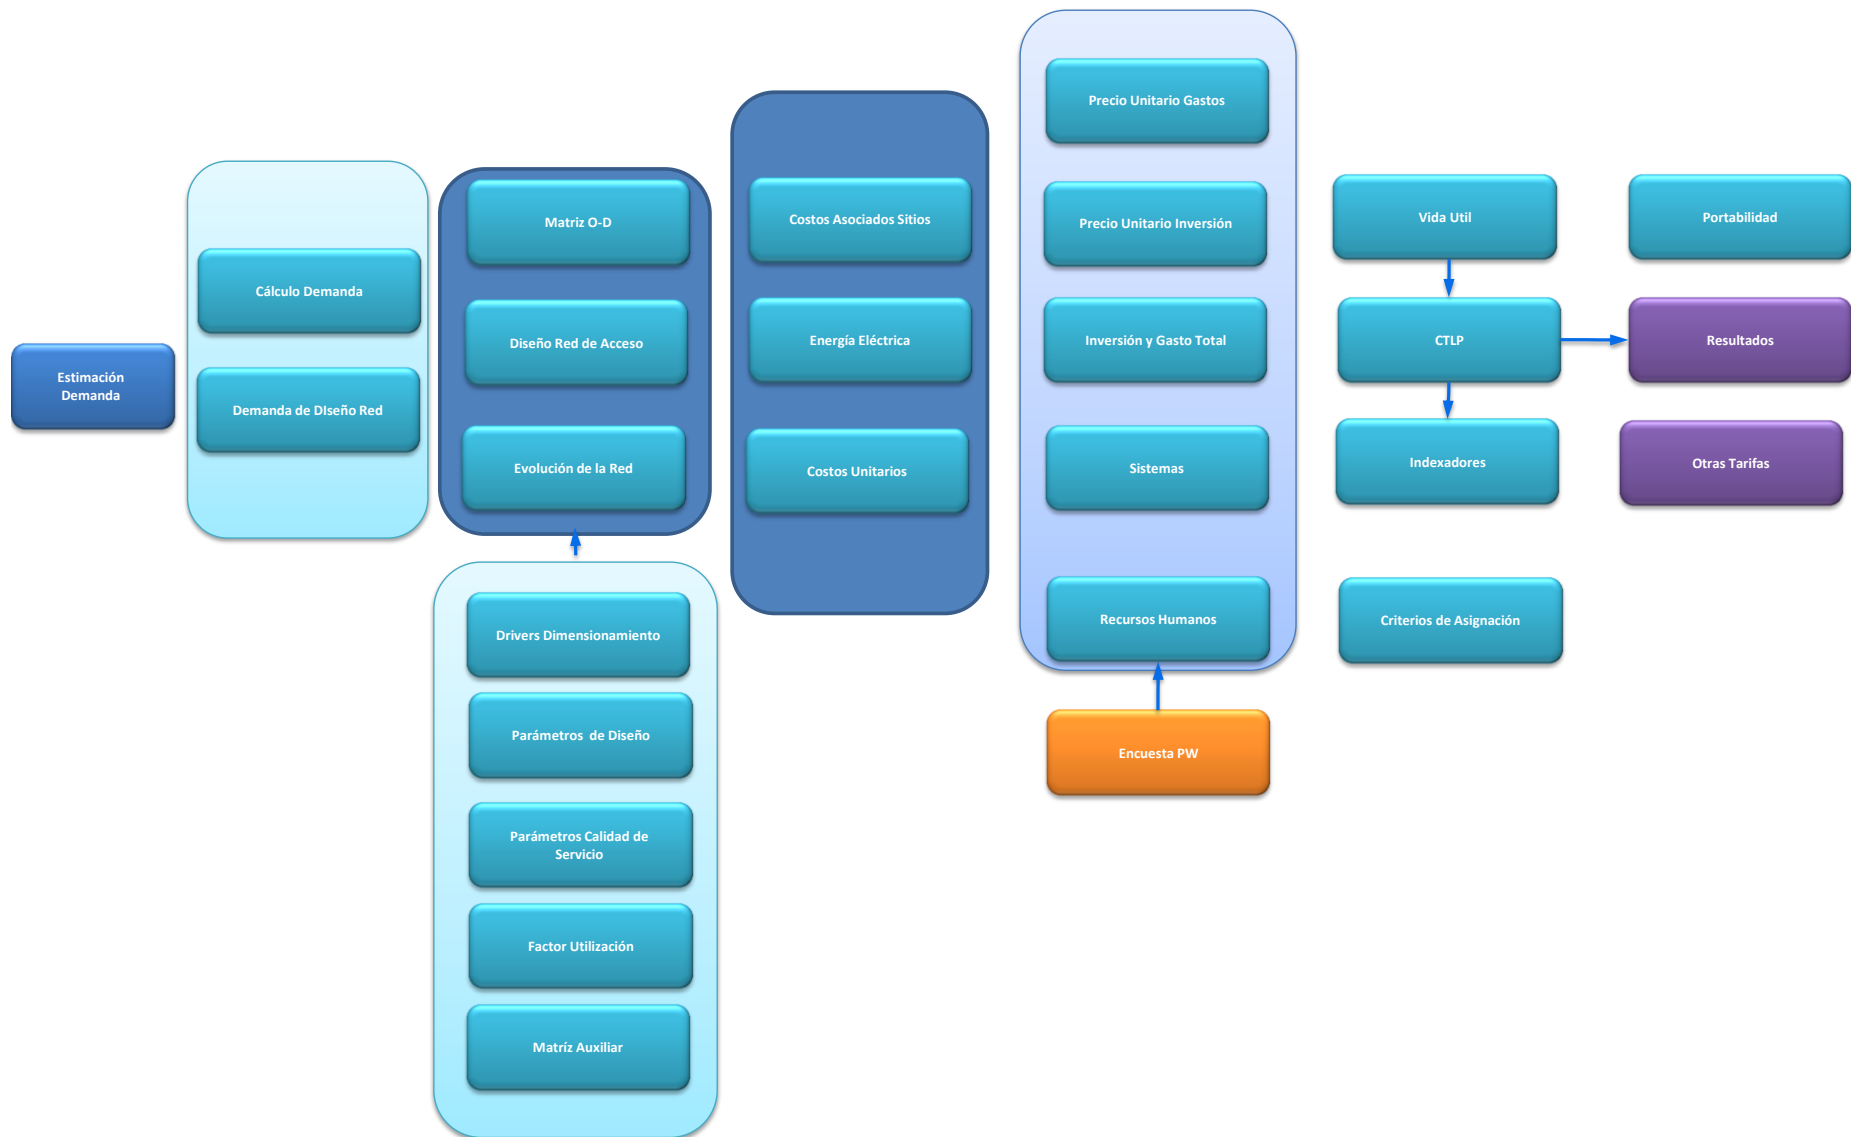 Estimación
Demanda
Cálculo Demanda
Demanda de DIseño Red
Matriz O-D
Diseño Red de Acceso
Evolución de la Red
Drivers Dimensionamiento
Parámetros  de Diseño
Parámetros Calidad de
Servicio
Factor Utilización
Matríz Auxiliar
Costos Asociados Sitios
Energía Eléctrica
Costos Unitarios
Precio Unitario Gastos
Precio Unitario Inversión
Inversión y Gasto Total
Sistemas
Recursos Humanos
Encuesta PW
Vida Util
CTLP
Indexadores
Criterios de Asignación
Portabilidad
Resultados
Otras Tarifas